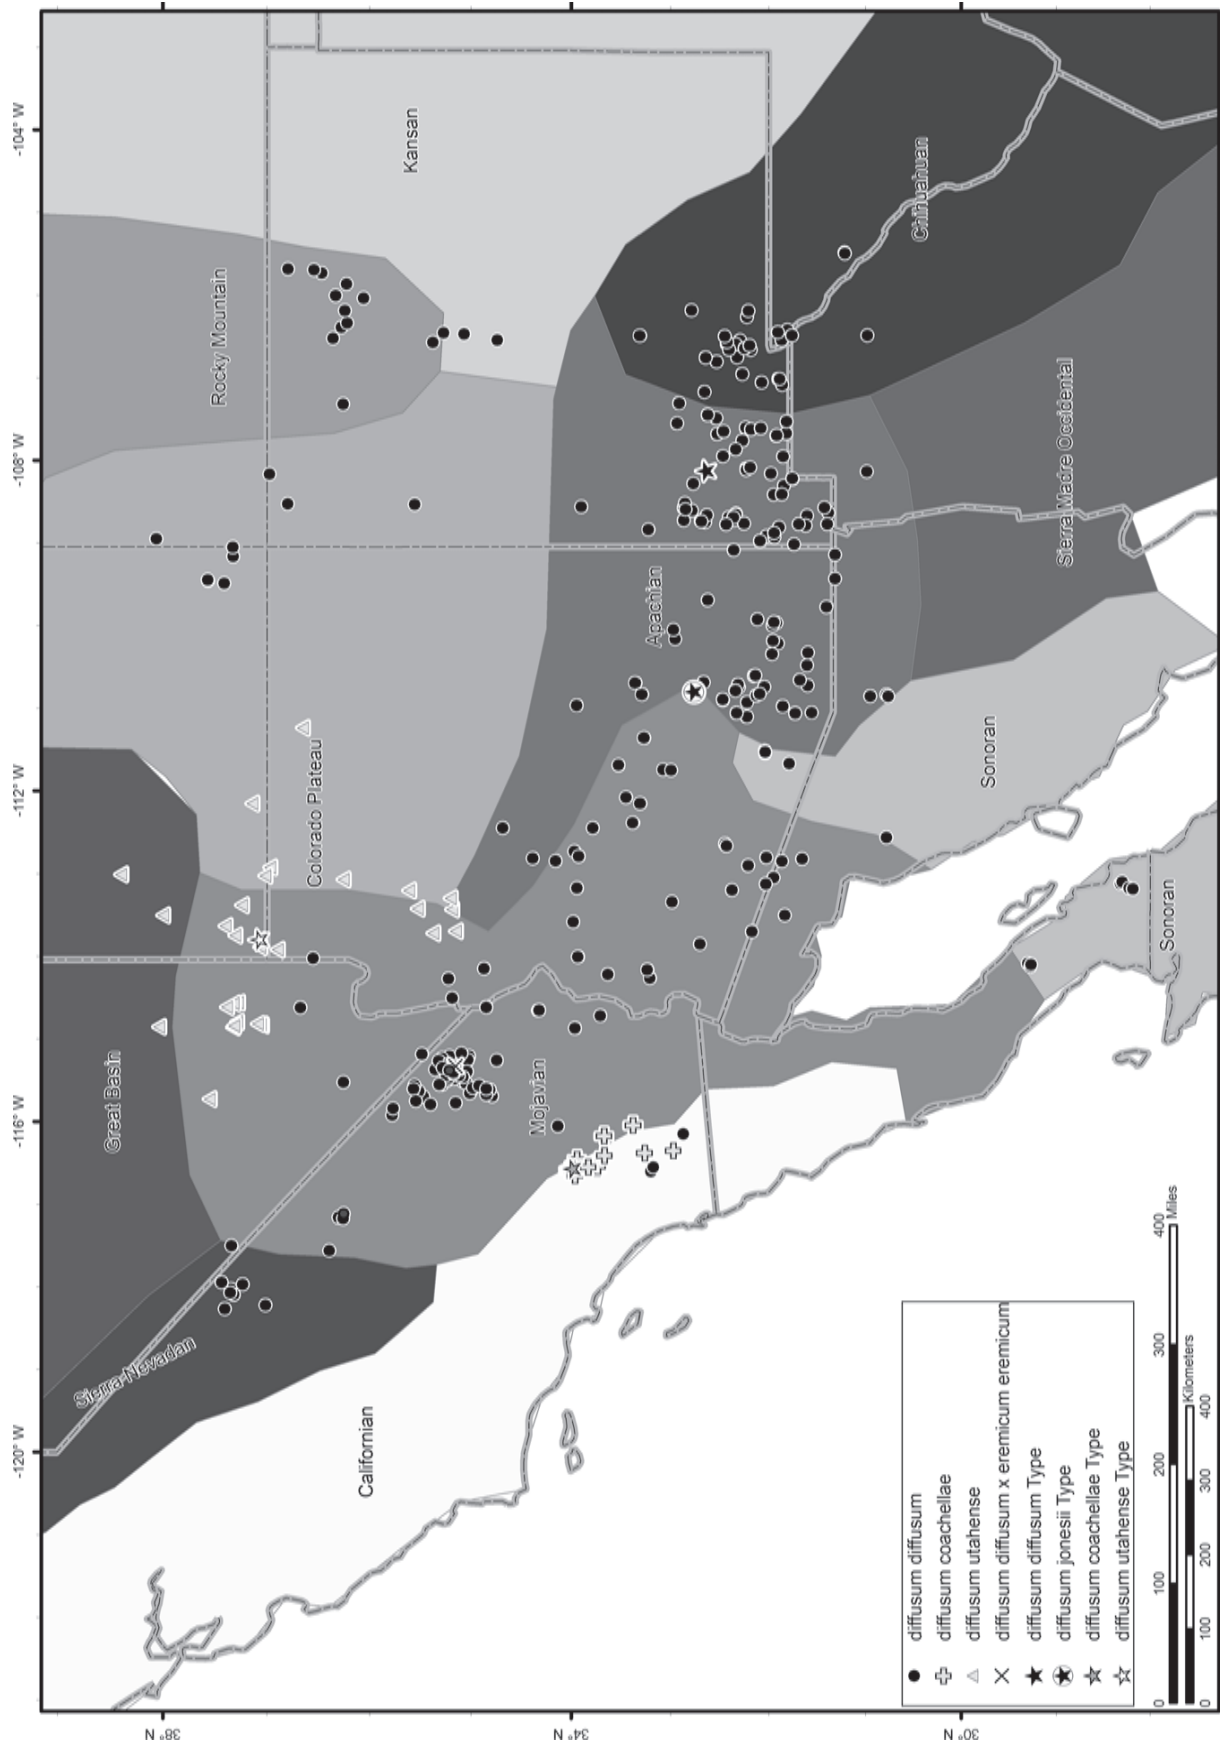 -120° W
-116° W
-112° W
-108° W
-104° W
38° N
34° N
30° N
Sierra Nevadan
Great Basin
Rocky Mountain
Colorado Plateau
Californian
Kansan
Mojavian
Apachian
Chihuahuan
Sonoran
Sierra Madre Occidental
Sonoran
diffusum diffusum
diffusum coachellae
diffusum utahense
diffusum diffusum x eremicum eremicum
diffusum diffusum Type
diffusum jonesii Type
diffusum coachellae Type
diffusum utahense Type
0 100 200 300 400
Miles
Kilometers
0 100 200 300 400